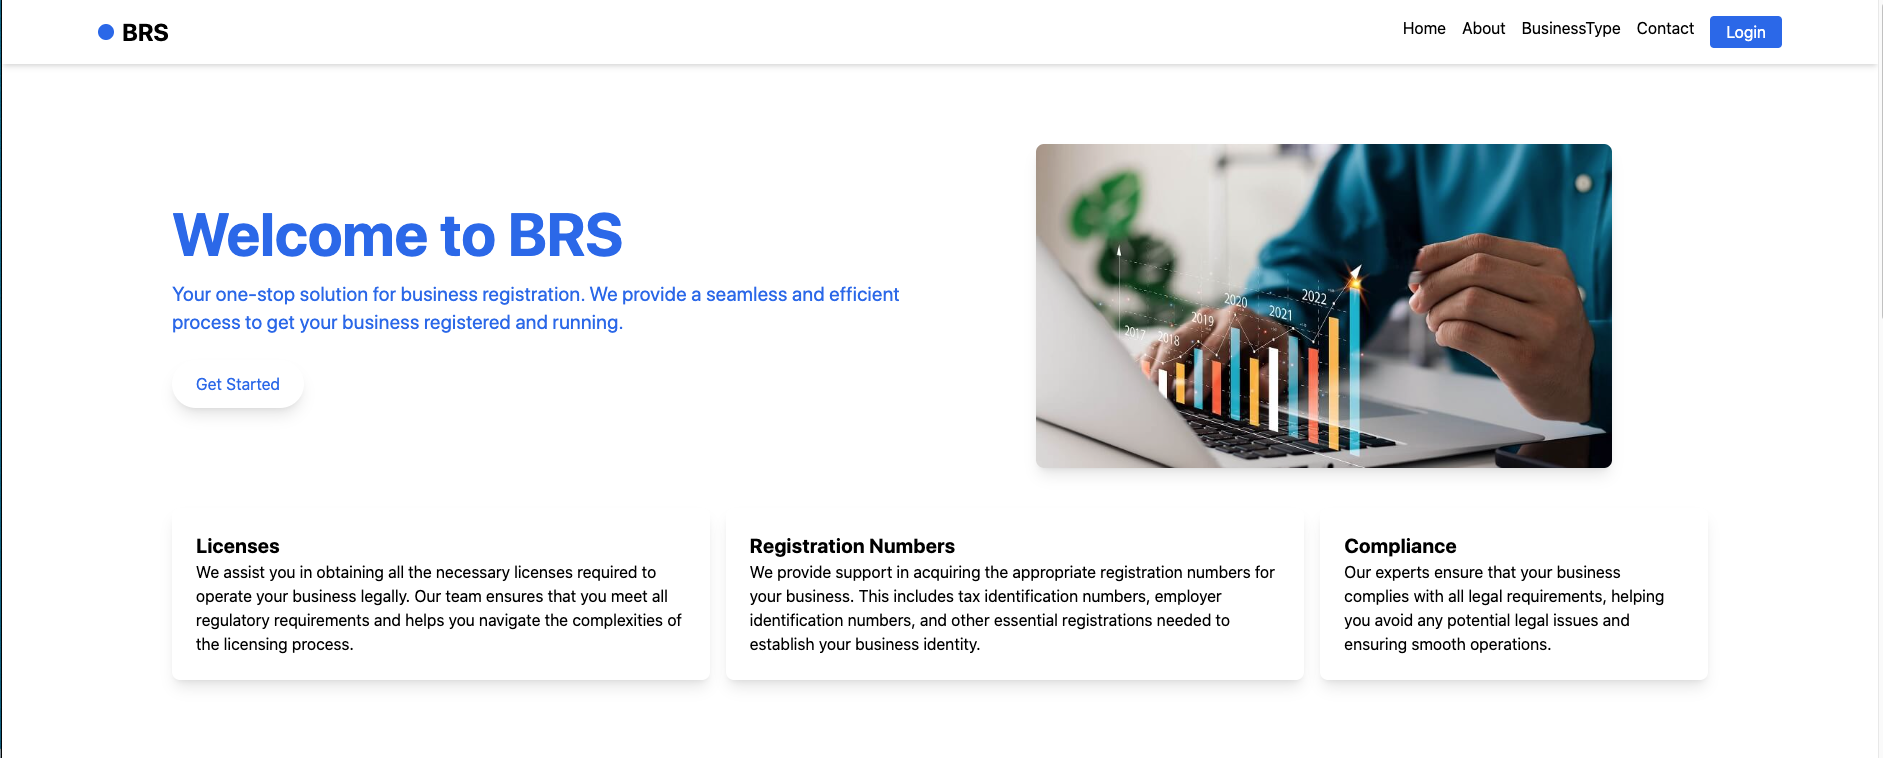 BRS
Home About BusinessType Contact Login
Welcome to BRS
Your one-stop solution for business registration. We provide a seamless and efficient
process to get your business registered and running.
Get Started
2017
2018
2019
2020
2021
2022
Licenses
We assist you in obtaining all the necessary licenses required to
operate your business legally. Our team ensures that you meet all
regulatory requirements and helps you navigate the complexities of
the licensing process.
Registration Numbers
We provide support in acquiring the appropriate registration numbers for
your business. This includes tax identification numbers, employer
identification numbers, and other essential registrations needed to
establish your business identity.
Compliance
Our experts ensure that your business
complies with all legal requirements, helping
you avoid any potential legal issues and
ensuring smooth operations.